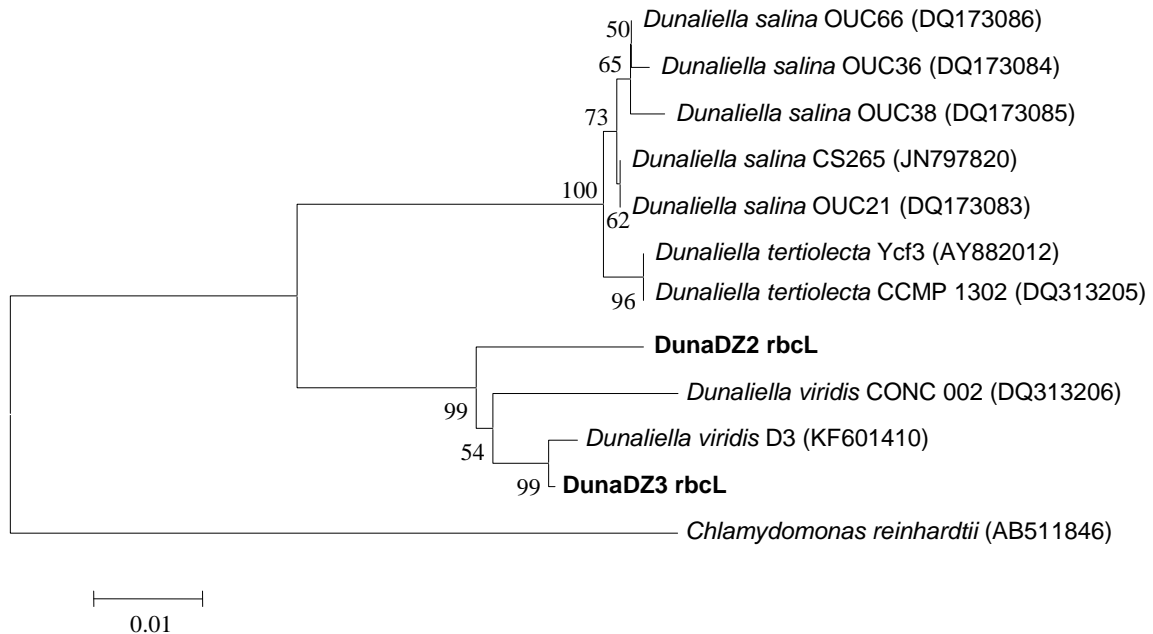 Dunaliella salina OUC66 (DQ173086)
50
65
Dunaliella salina OUC36 (DQ173084)
Dunaliella salina OUC38 (DQ173085)
73
Dunaliella salina CS265 (JN797820)
100
Dunaliella salina OUC21 (DQ173083)
62
Dunaliella tertiolecta Ycf3 (AY882012)
Dunaliella tertiolecta CCMP 1302 (DQ313205)
96
DunaDZ2 rbcL
Dunaliella viridis CONC 002 (DQ313206)
99
Dunaliella viridis D3 (KF601410)
54
DunaDZ3 rbcL
99
Chlamydomonas reinhardtii (AB511846)
0.01